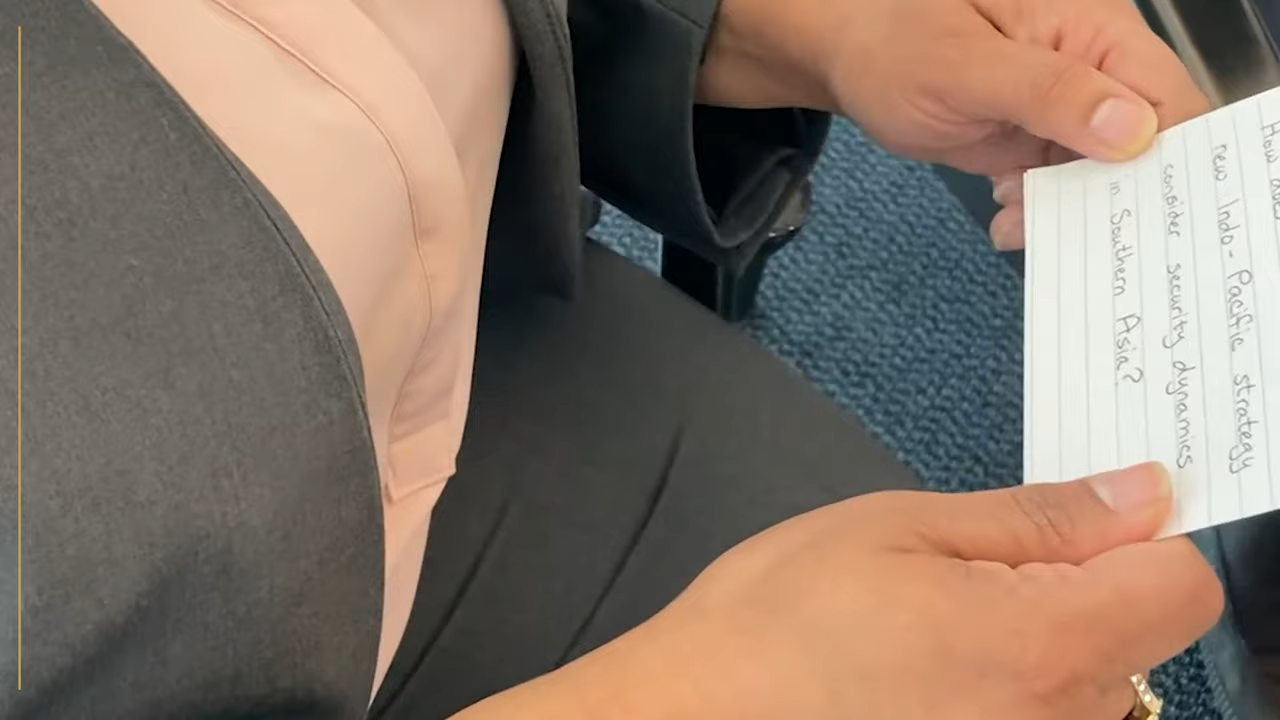 How
new Indo-Pacific strategy
consider security dynamics
in Southern Asia?